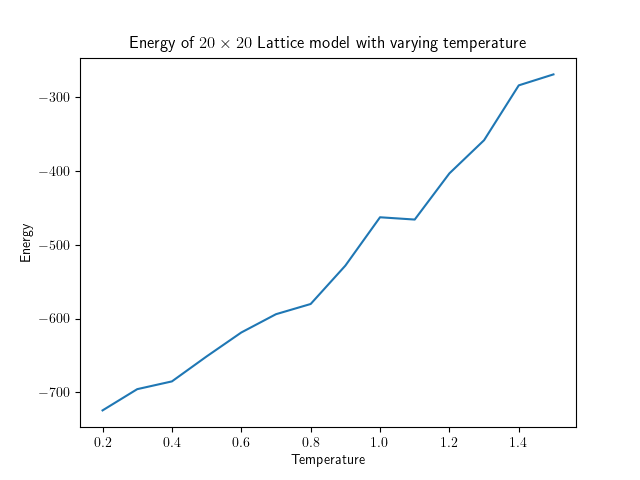 Energy of 20 × 20 Lattice model with varying temperature
−300
−400
−500
−600
−700
Energy
0.2 0.4 0.6 0.8 1.0 1.2 1.4
Temperature